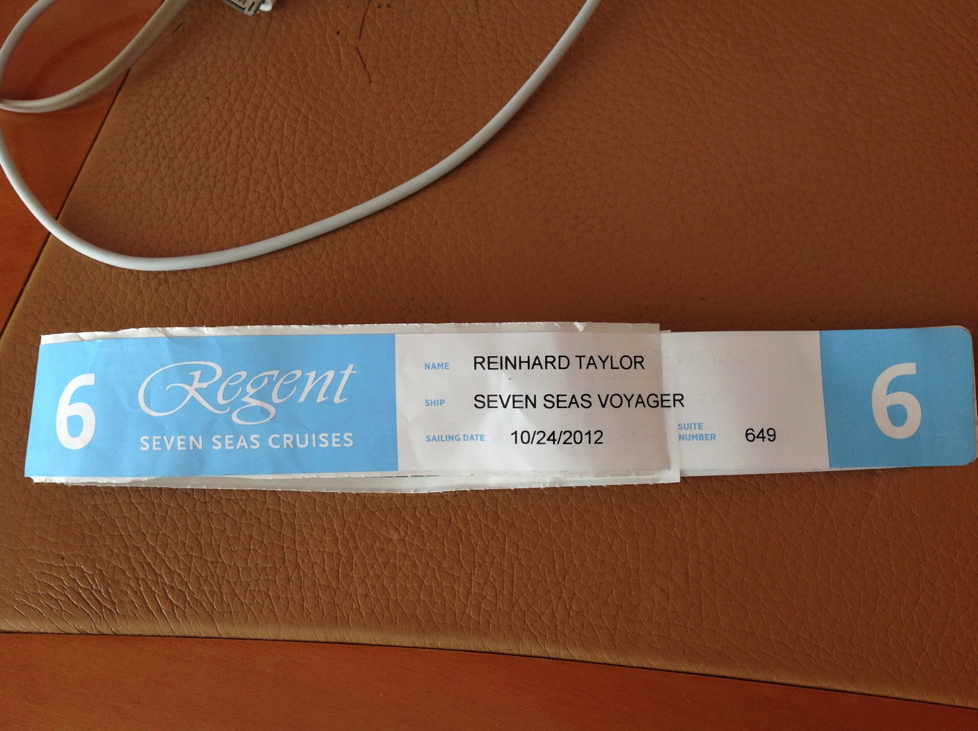 6
Regent
SEVEN SEAS CRUISES
NAME REINHARD TAYLOR
SHIP SEVEN SEAS VOYAGER
SAILING DATE 10/24/2012
SUITE
NUMBER 649
6